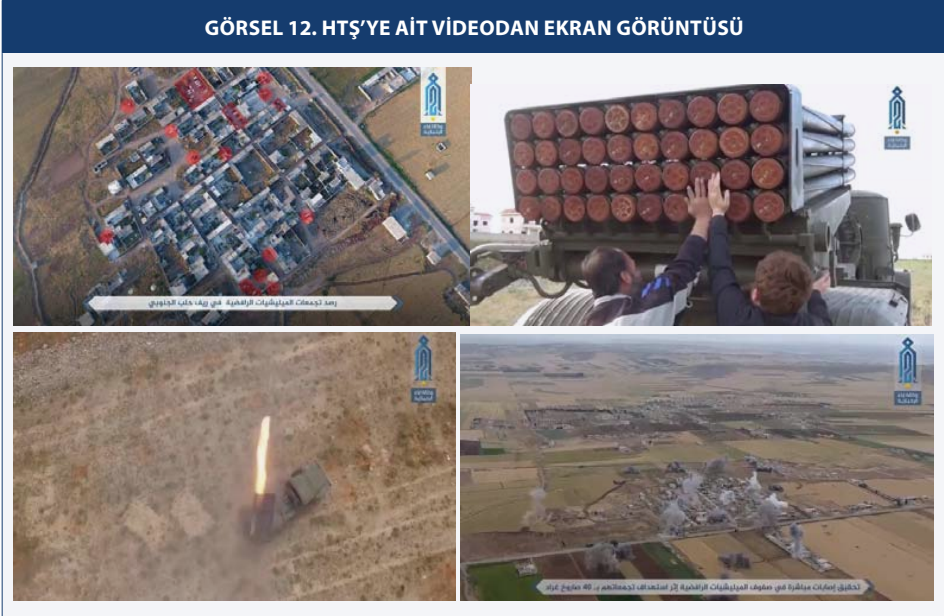 GÖRSEL 12. HTŞ’YE AİT VİDEODAN EKRAN GÖRÜNTÜSÜ
رصد تجمعات الميليشيات الرافضية في ريف حلب الجنوبي
تحقيق إصابات مباشرة في صفوف الميليشيات الرافضية إثر استهداف تجمعاتهم بـ 40 صاروخ غراد